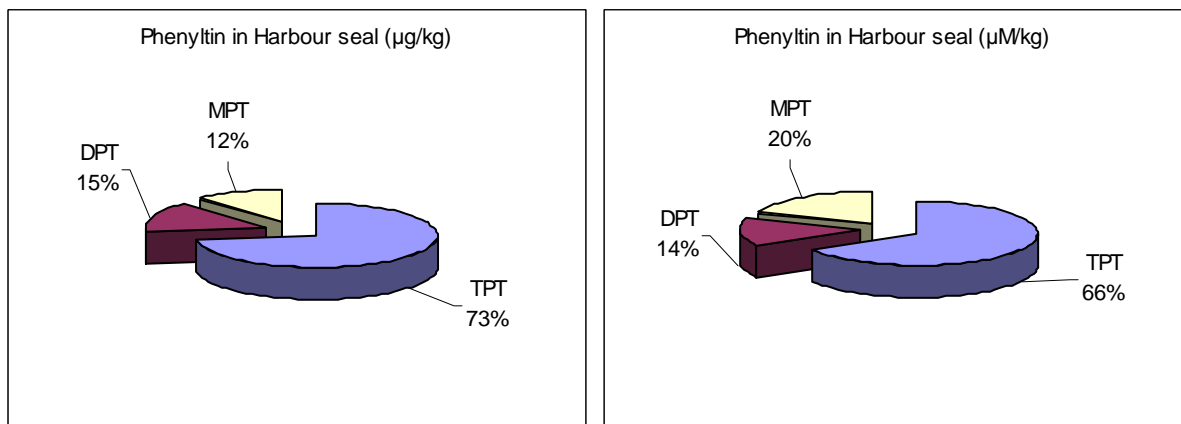 Phenyltin in Harbour seal (µg/kg)
MPT
12%
DPT
15%
TPT
73%
Phenyltin in Harbour seal (µM/kg)
MPT
20%
DPT
14%
TPT
66%